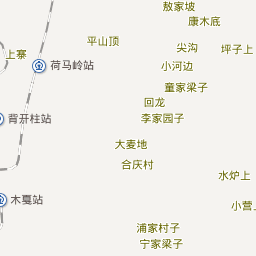 敖家坡
康木底
平山顶
尖沟
坪子上
上寨
荷马岭站
小河边
童家梁子
回龙
背开柱站
李家园子
大麦地
合庆村
水炉上
木戛站
小营上
浦家村子
宁家梁子